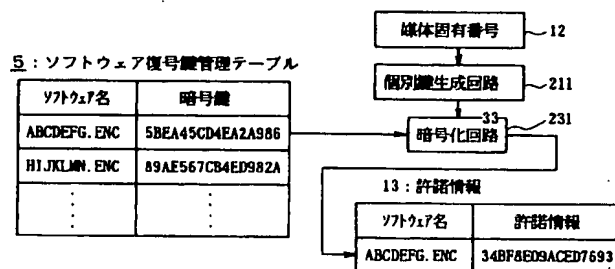 媒体固有番号
12
5：ソフトウェア復号鍵管理テーブル
個別鍵生成回路
211
ソフトウェア名
暗号鍵
33
231
ABCDEFG.ENC
5BEA45CD4EA2A986
暗号化回路
HIJKLMN.ENC
89AE567CB4ED982A
13：許諾情報
ソフトウェア名
許諾情報
ABCDEFG.ENC
34BF8E09ACED7693